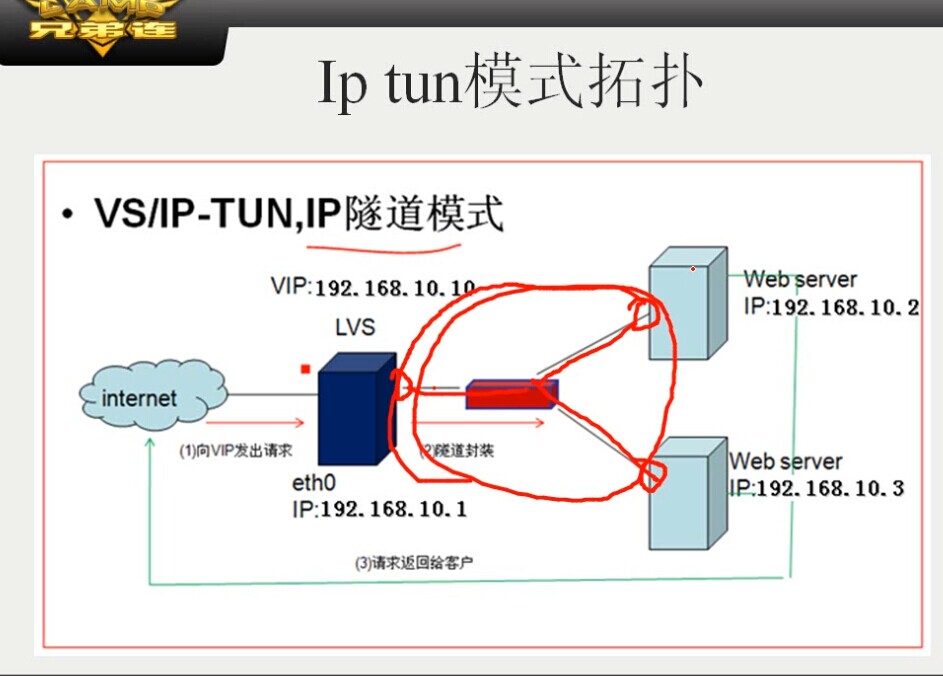 兄弟连
Ip tun模式拓扑
• VS/IP-TUN,IP隧道模式
VIP:192.168.10.10
LVS
Web server
IP:192.168.10.2
internet
(1)向VIP发出请求
(2)隧道封装
eth0
IP:192.168.10.1
Web server
IP:192.168.10.3
(3)请求返回给客户